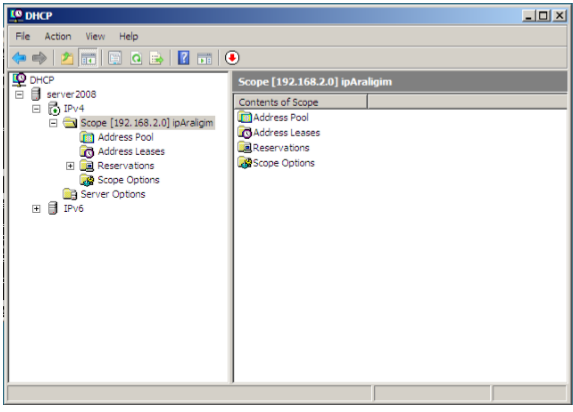 DHCP
File Action View Help
DHCP
server2008
IPv4
Scope [192.168.2.0] ipAraligim
Address Pool
Address Leases
Reservations
Scope Options
Server Options
IPv6
Scope [192.168.2.0] ipAraligim
Contents of Scope
Address Pool
Address Leases
Reservations
Scope Options